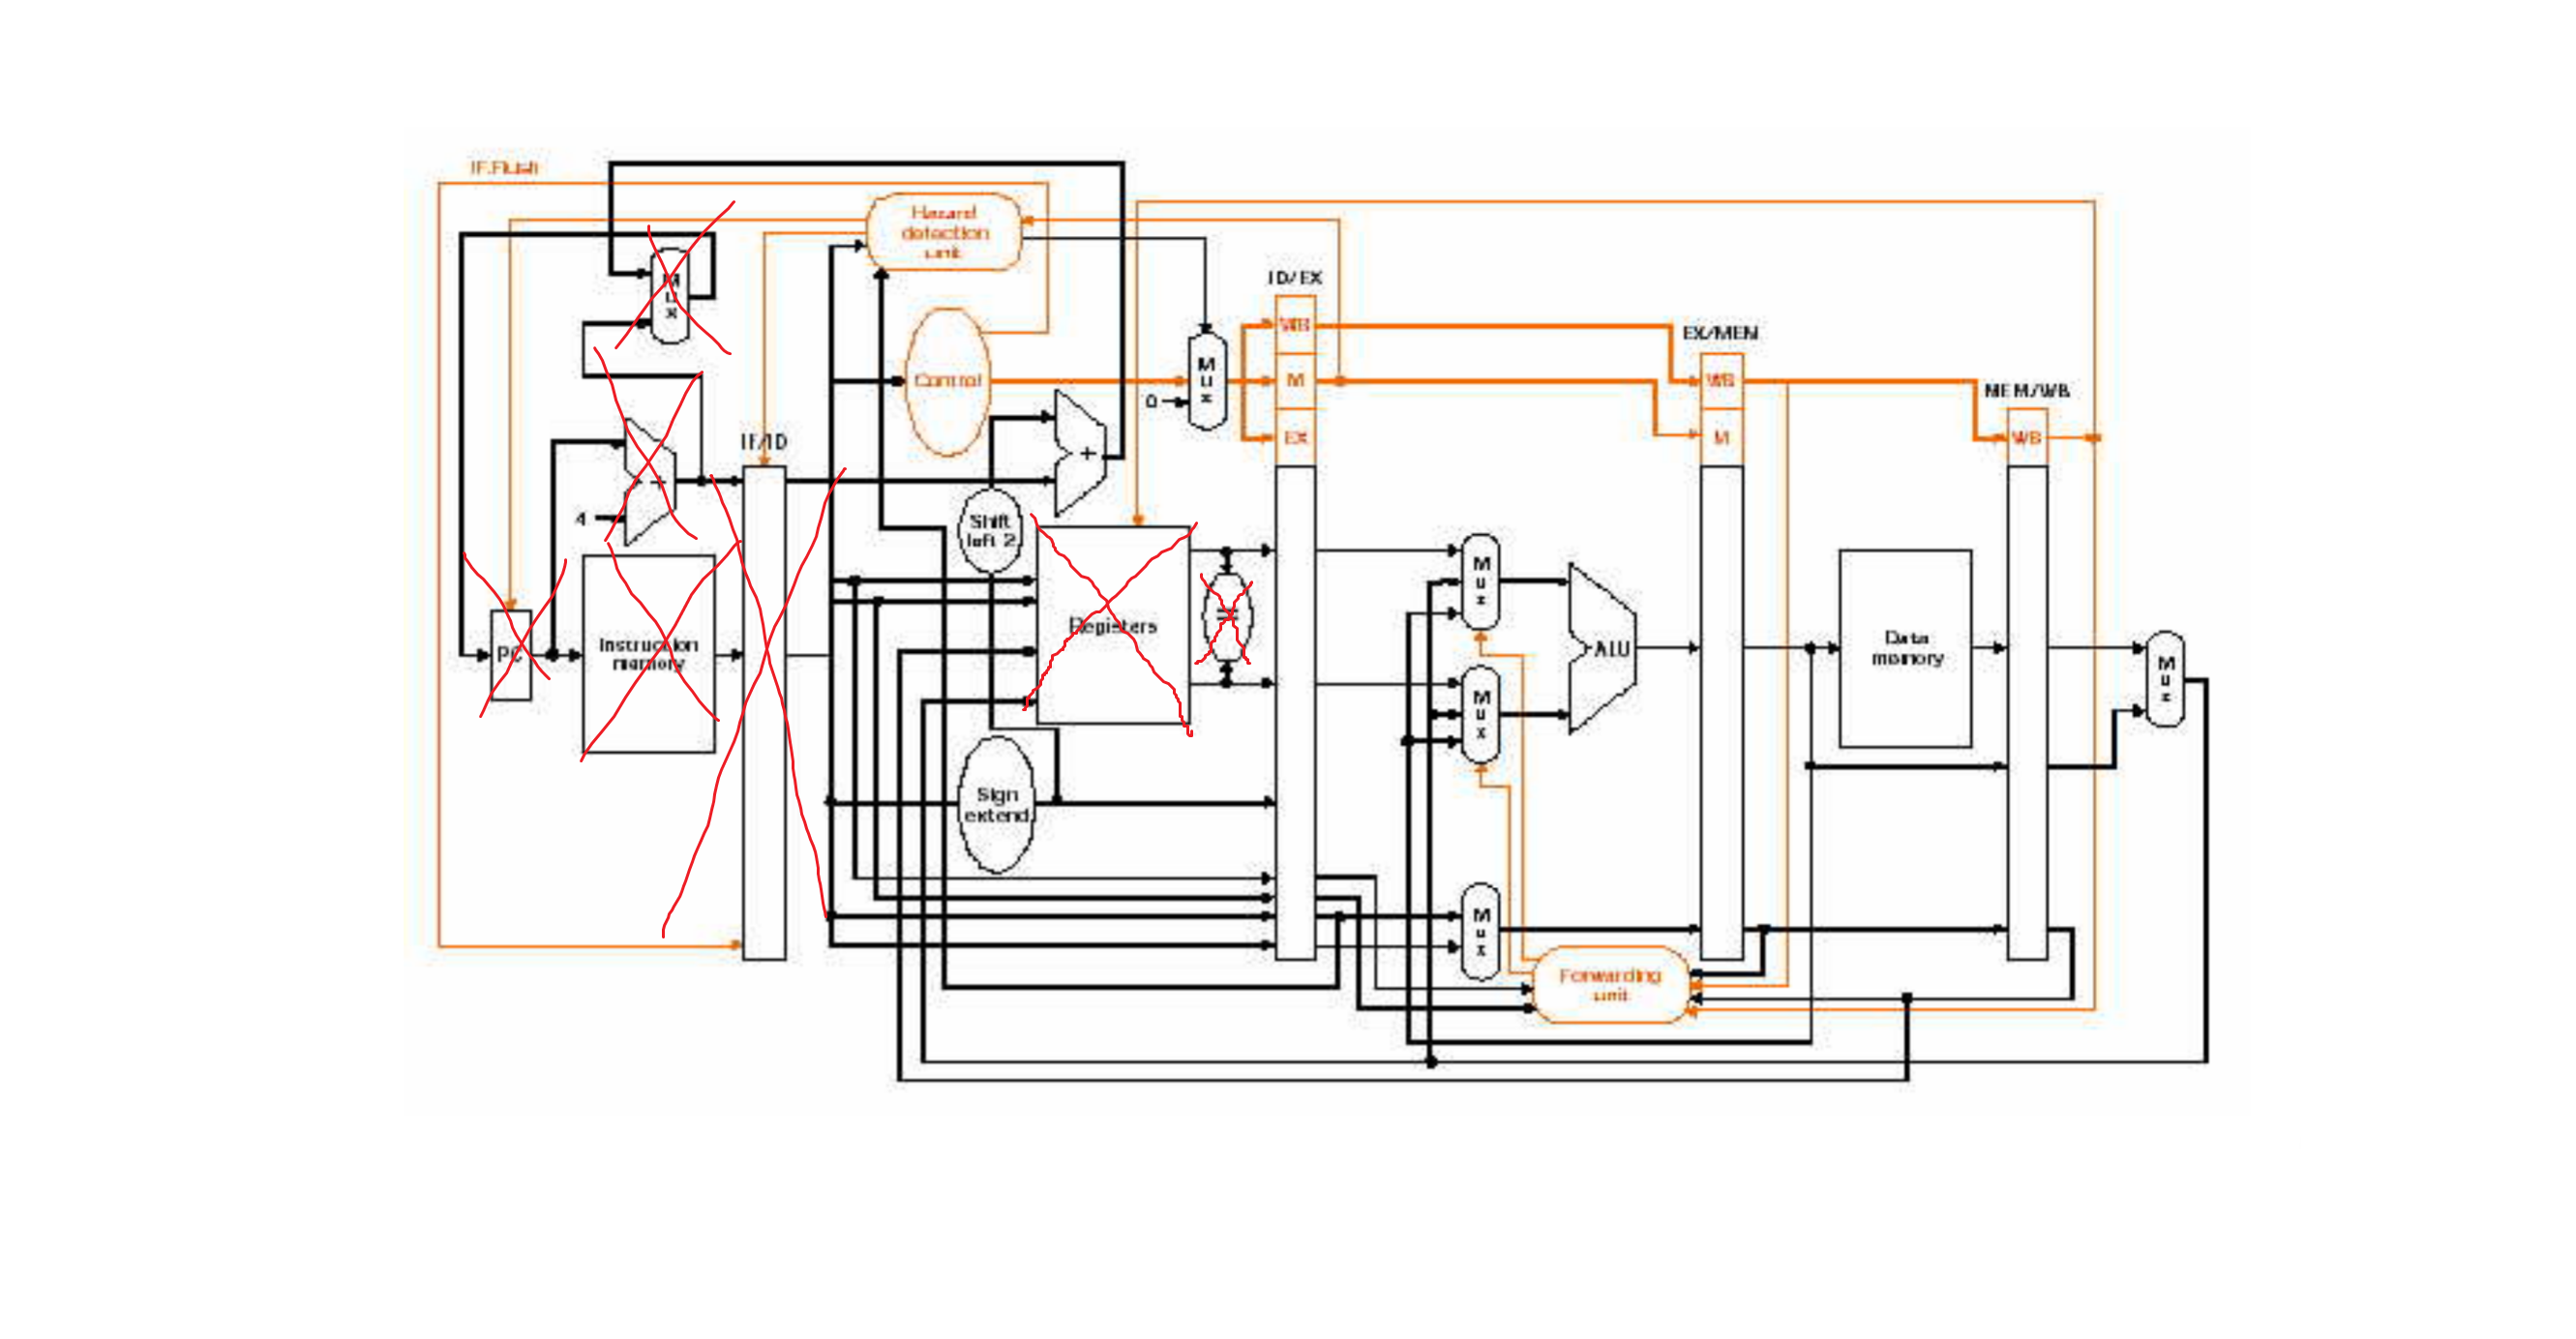 IF.Flush
Hazard
detection
unit
M
u
x
ID/EX
WB
EX/MEM
M
u
x
Control
M
WB
MEM/WB
0
IF/ID
EX
M
WB
+
4
Shift
left 2
M
u
x
Registers
=
PC
Instruction
memory
ALU
Data
memory
M
u
x
M
u
x
Sign
extend
M
u
x
Forwarding
unit